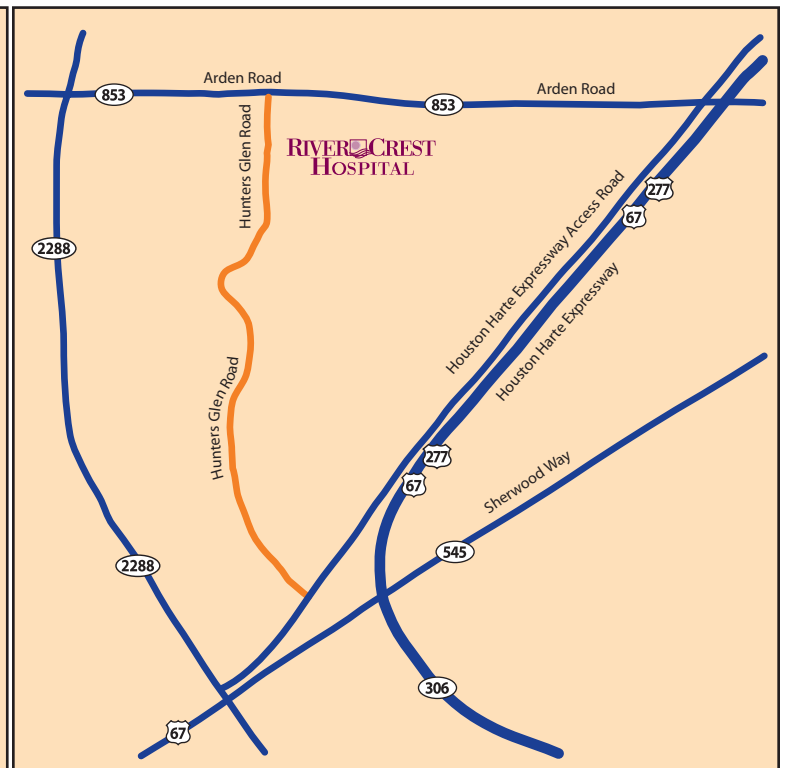 Arden Road
Arden Road
853
853
Hunters Glen Road
RIVER CREST
HOSPITAL
277
67
2288
Houston Harte Expressway Access Road
Houston Harte Expressway
Hunters Glen Road
277
67
Sherwood Way
545
2288
306
67